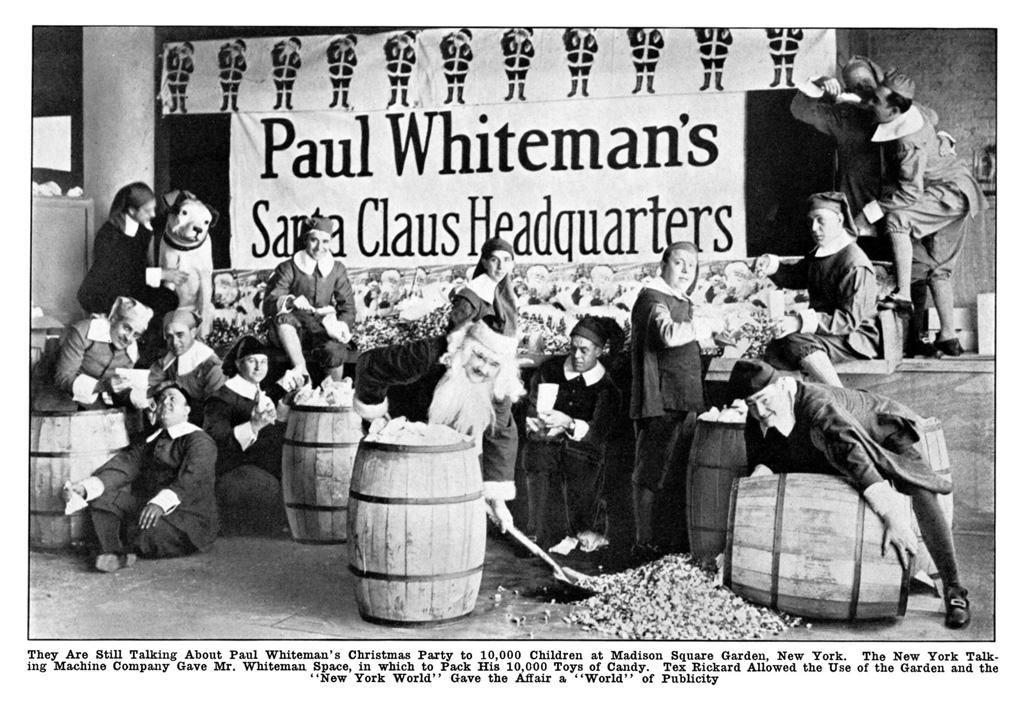 Paul Whiteman's
Santa Claus Headquarters
They Are Still Talking About Paul Whiteman's Christmas Party to 10,000 Children at Madison Square Garden, New York. The New York Talk-
ing Machine Company Gave Mr. Whiteman Space, in which to Pack His 10,000 Toys of Candy. Tex Rickard Allowed the Use of the Garden and the
"New York World" Gave the Affair a "World" of Publicity